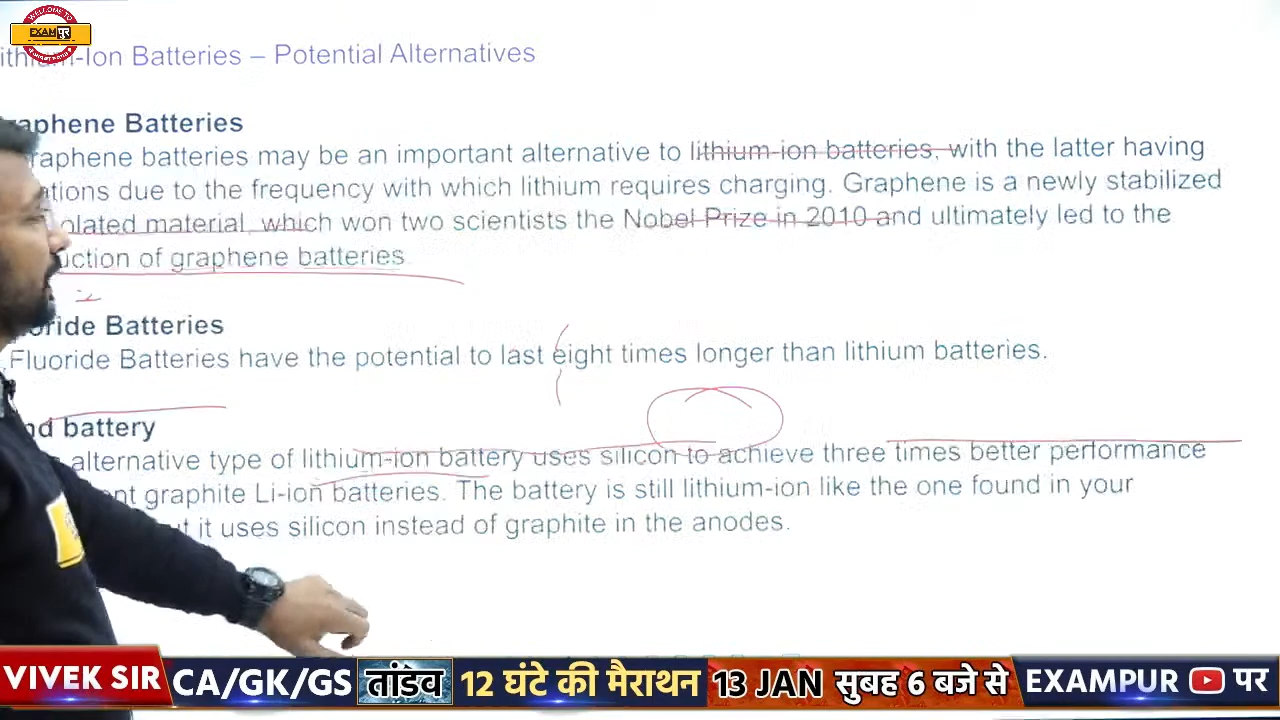 WELCOME TO
EXAMपुर
ithium-Ion Batteries – Potential Alternatives
raphene Batteries
raphene batteries may be an important alternative to lithium-ion batteries, with the latter having
ations due to the frequency with which lithium requires charging. Graphene is a newly stabilized
olated material, which won two scientists the Nobel Prize in 2010 and ultimately led to the
uction of graphene batteries
oride Batteries
Fluoride Batteries have the potential to last eight times longer than lithium batteries.
nd battery
alternative type of lithium-ion battery uses silicon to achieve three times better performance
nt graphite Li-ion batteries. The battery is still lithium-ion like the one found in your
t it uses silicon instead of graphite in the anodes.
VIVEK SIR CA/GK/GS तांडव 12 घंटे की मैराथन 13 JAN सुबह 6 बजे से EXAMPUR पर